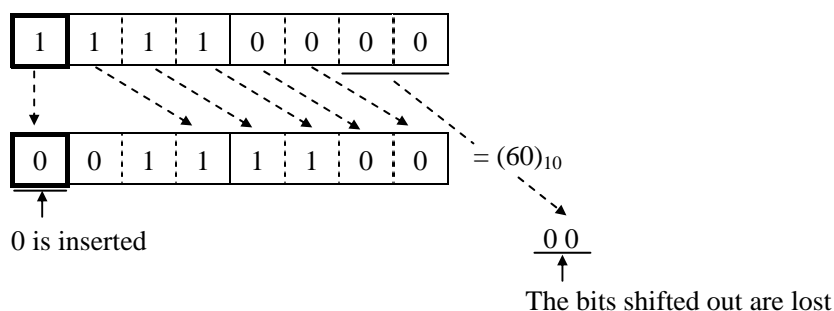 1 1 1 1 0 0 0 0
0 0 1 1 1 1 0 0 = (60)10
0 is inserted
0 0
The bits shifted out are lost